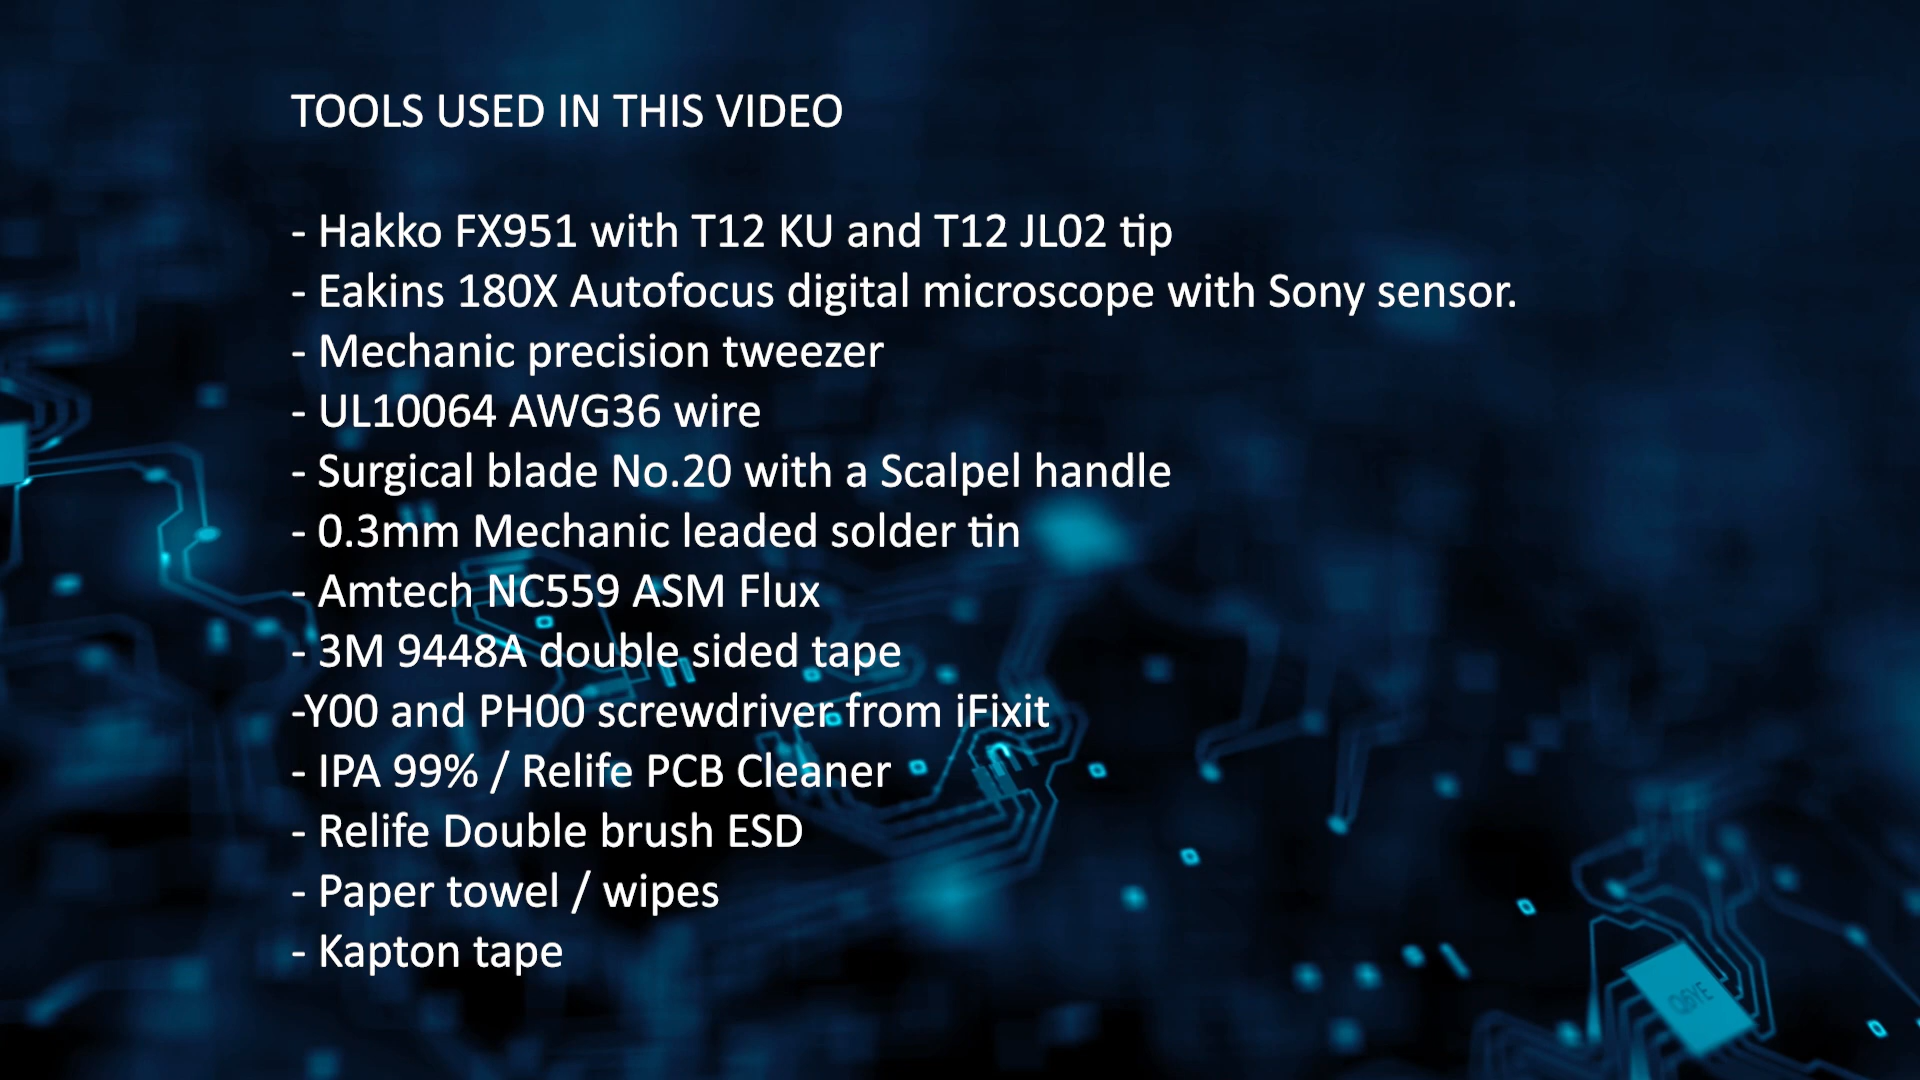 TOOLS USED IN THIS VIDEO
- Hakko FX951 with T12 KU and T12 JL02 tip
- Eakins 180X Autofocus digital microscope with Sony sensor.
- Mechanic precision tweezer
- UL10064 AWG36 wire
- Surgical blade No.20 with a Scalpel handle
- 0.3mm Mechanic leaded solder tin
- Amtech NC559 ASM Flux
- 3M 9448A double sided tape
-Y00 and PH00 screwdriver from iFixit
- IPA 99% / Relife PCB Cleaner
- Relife Double brush ESD
- Paper towel / wipes
- Kapton tape